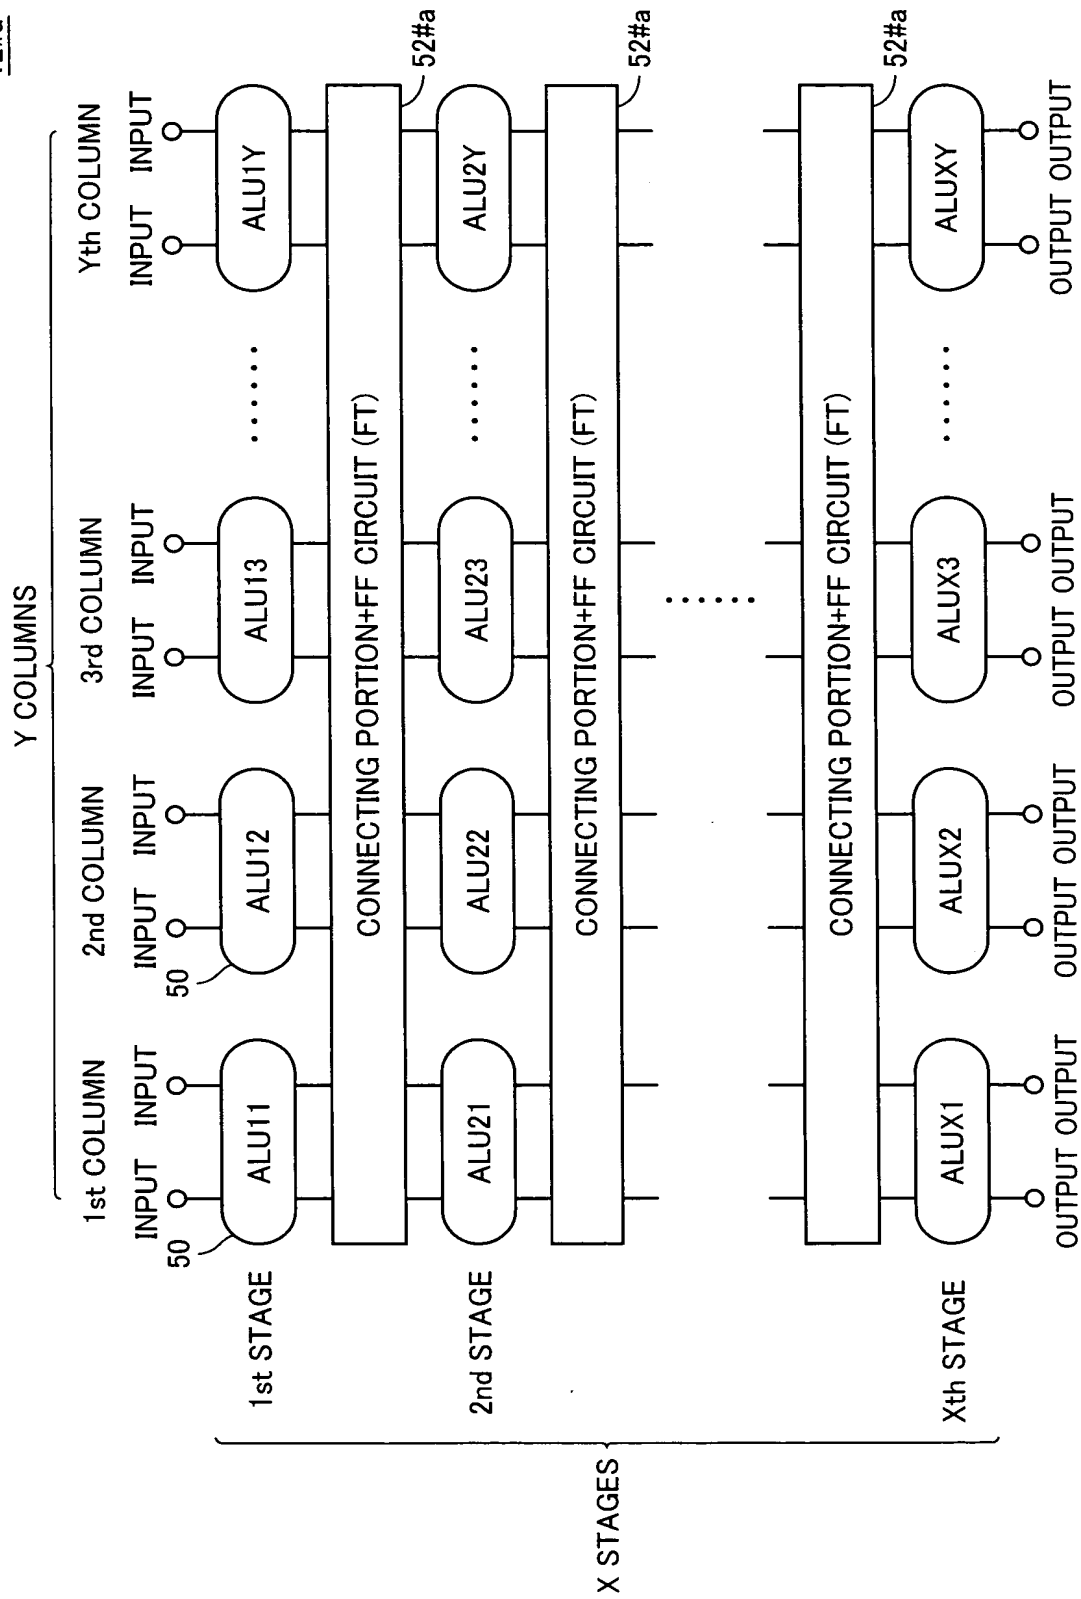 Y COLUMNS
1st COLUMN 2nd COLUMN 3rd COLUMN Yth COLUMN
INPUT INPUT INPUT INPUT INPUT INPUT INPUT INPUT
50 50
1st STAGE ALU11 ALU12 ALU13 ······ ALU1Y
CONNECTING PORTION+FF CIRCUIT (FT) 52#a
2nd STAGE ALU21 ALU22 ALU23 ······ ALU2Y
CONNECTING PORTION+FF CIRCUIT (FT) 52#a
X STAGES
······
CONNECTING PORTION+FF CIRCUIT (FT) 52#a
Xth STAGE ALUX1 ALUX2 ALUX3 ······ ALUXY
OUTPUT OUTPUT OUTPUT OUTPUT OUTPUT OUTPUT OUTPUT OUTPUT